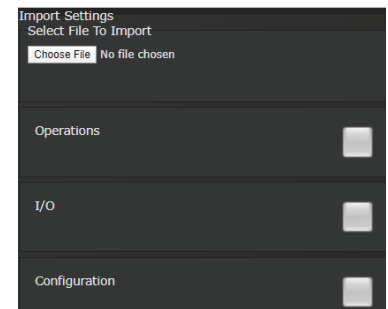 Import Settings
Select File To Import
Choose File No file chosen
Operations
I/O
Configuration